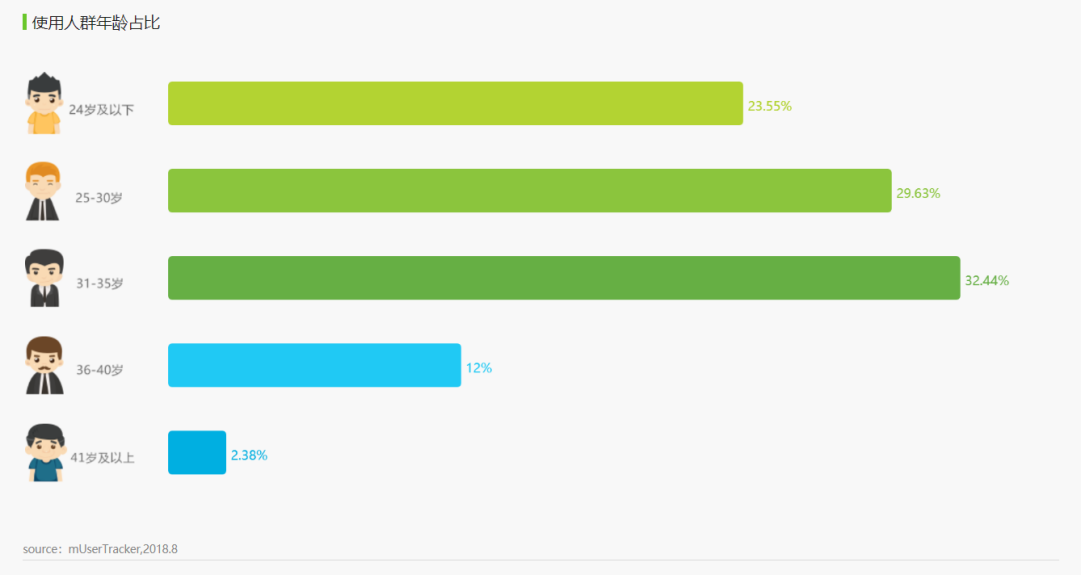 使用人群年龄占比
24岁及以下
23.55%
25-30岁
29.63%
31-35岁
32.44%
36-40岁
12%
41岁及以上
2.38%
source：mUserTracker,2018.8